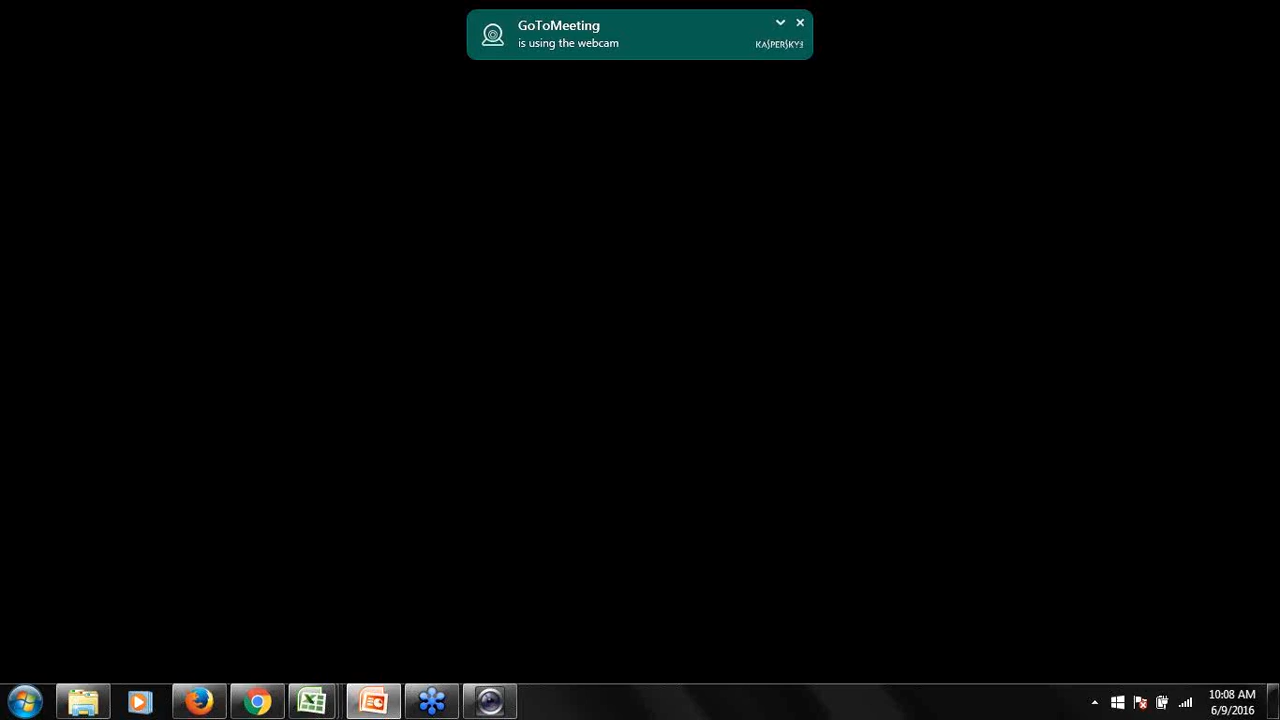 GoToMeeting
is using the webcam
KASPERSKY
10:08 AM
6/9/2016